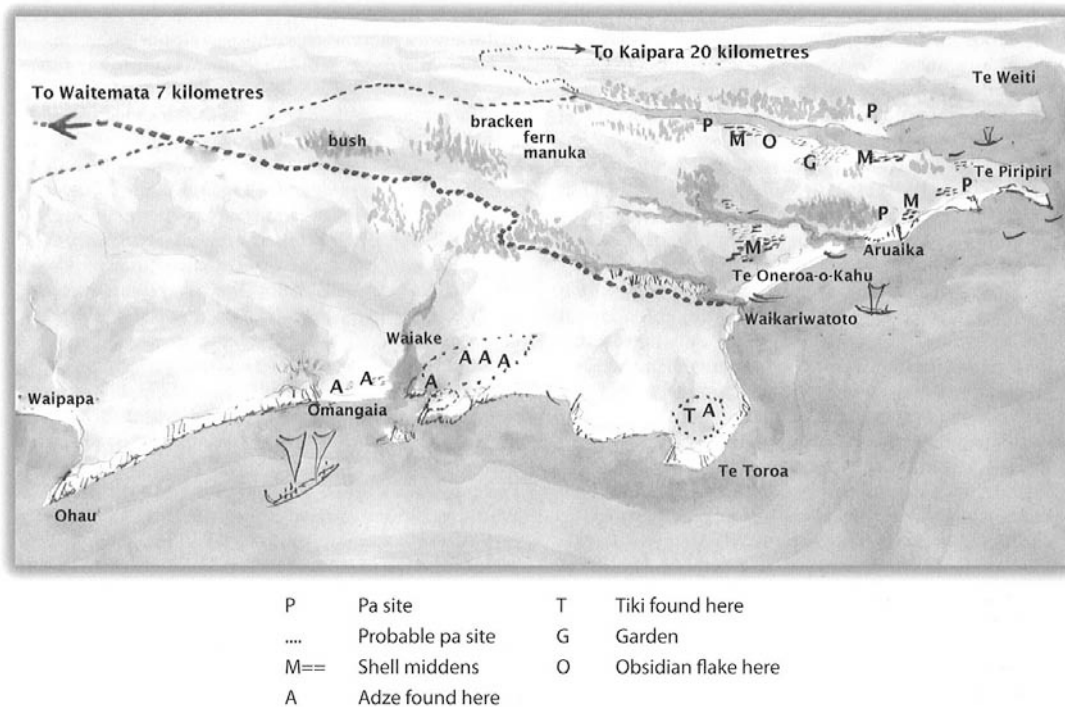 To Kaipara 20 kilometres
Te Weiti
To Waitemata 7 kilometres
P
bracken
P
bush
fern
M O
manuka
G M
Te Piripiri
P
M
P
Aruaika
M
Te Oneroa-o-Kahu
Waikariwatoto
Waiake
A A A
A A A
Waipapa
Omangaia
T A
Te Toroa
Ohau
P Pa site
.... Probable pa site
M== Shell middens
A Adze found here
T Tiki found here
G Garden
O Obsidian flake here